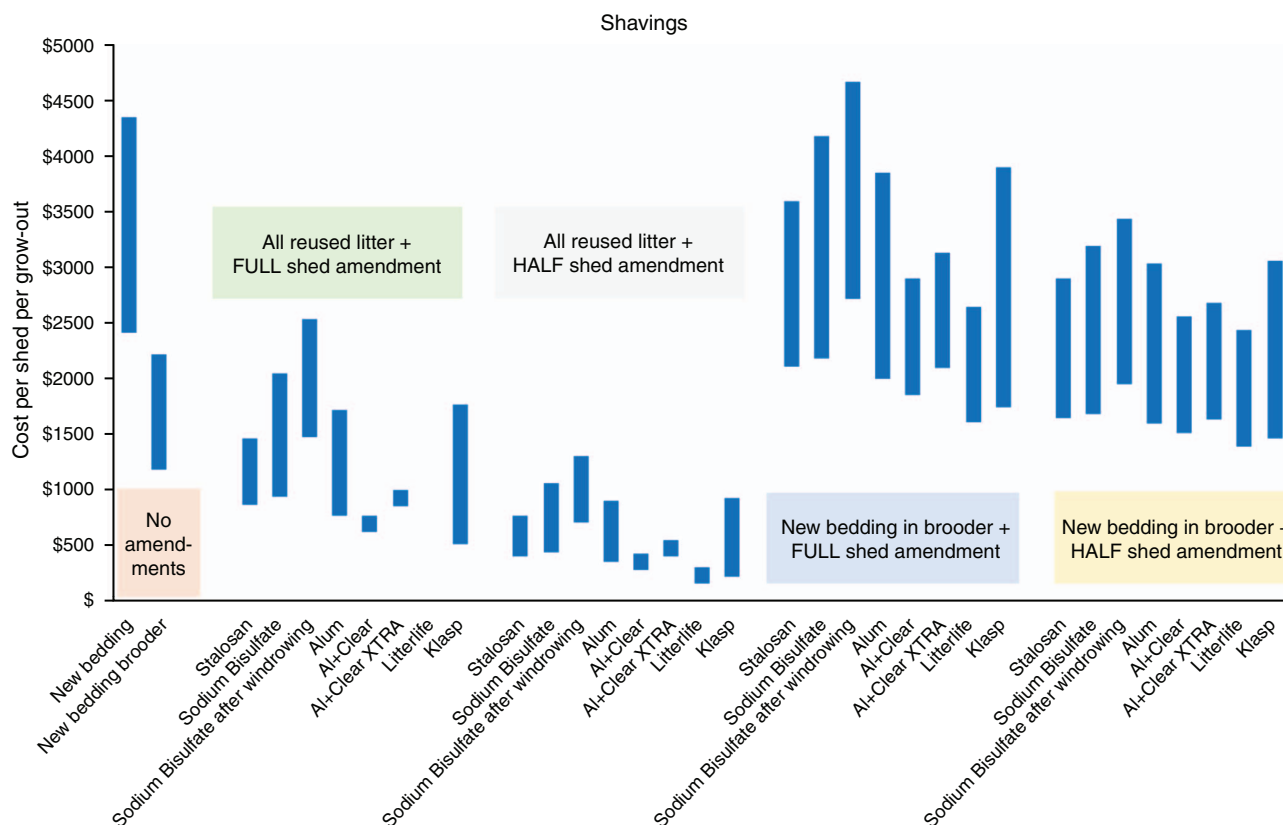 Shavings
Cost per shed per grow-out
$5000
$4500
$4000
$3500
$3000
$2500
$2000
$1500
$1000
$500
$
All reused litter +
FULL shed amendment
All reused litter +
HALF shed amendment
No
amend-
ments
New bedding in brooder +
FULL shed amendment
New bedding in brooder +
HALF shed amendment
New bedding
New bedding brooder
Stalosan
Sodium Bisulfate
Sodium Bisulfate after windrowing
Alum
Al+Clear
Al+Clear XTRA
Litterlife
Klasp
Stalosan
Sodium Bisulfate
Sodium Bisulfate after windrowing
Alum
Al+Clear
Al+Clear XTRA
Litterlife
Klasp
Stalosan
Sodium Bisulfate
Sodium Bisulfate after windrowing
Alum
Al+Clear
Al+Clear XTRA
Litterlife
Klasp
Stalosan
Sodium Bisulfate
Sodium Bisulfate after windrowing
Alum
Al+Clear
Al+Clear XTRA
Litterlife
Klasp